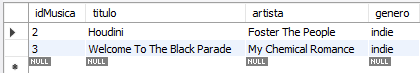 idMusica titulo artista genero
2 Houdini Foster The People indie
3 Welcome To The Black Parade My Chemical Romance indie
NULL NULL NULL NULL